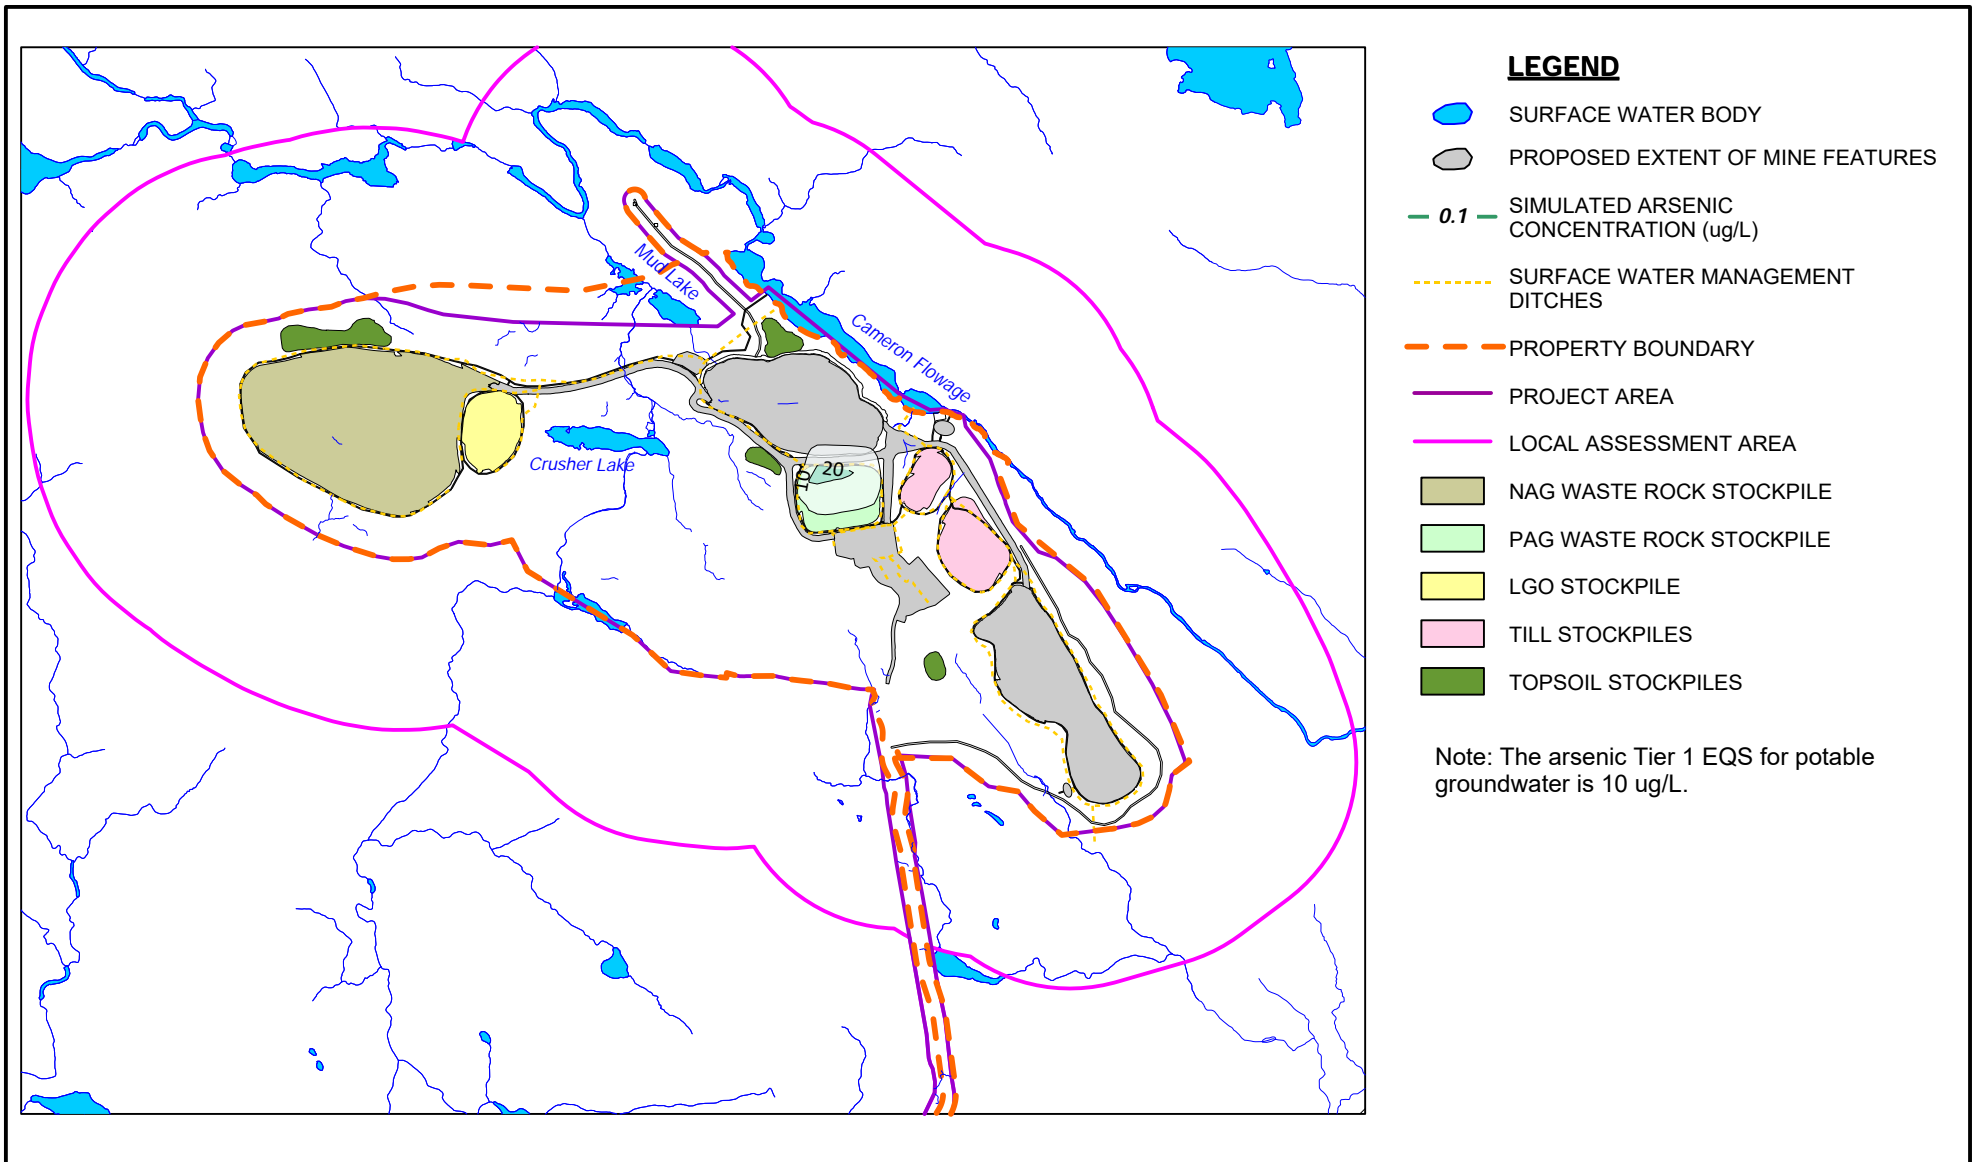 LEGEND
SURFACE WATER BODY
PROPOSED EXTENT OF MINE FEATURES
0.1
SIMULATED ARSENIC
CONCENTRATION (ug/L)
SURFACE WATER MANAGEMENT
DITCHES
PROPERTY BOUNDARY
PROJECT AREA
LOCAL ASSESSMENT AREA
NAG WASTE ROCK STOCKPILE
PAG WASTE ROCK STOCKPILE
LGO STOCKPILE
TILL STOCKPILES
TOPSOIL STOCKPILES
Note: The arsenic Tier 1 EQS for potable
groundwater is 10 ug/L.
Mud Lake
Cameron Flowage
Crusher Lake
10
20